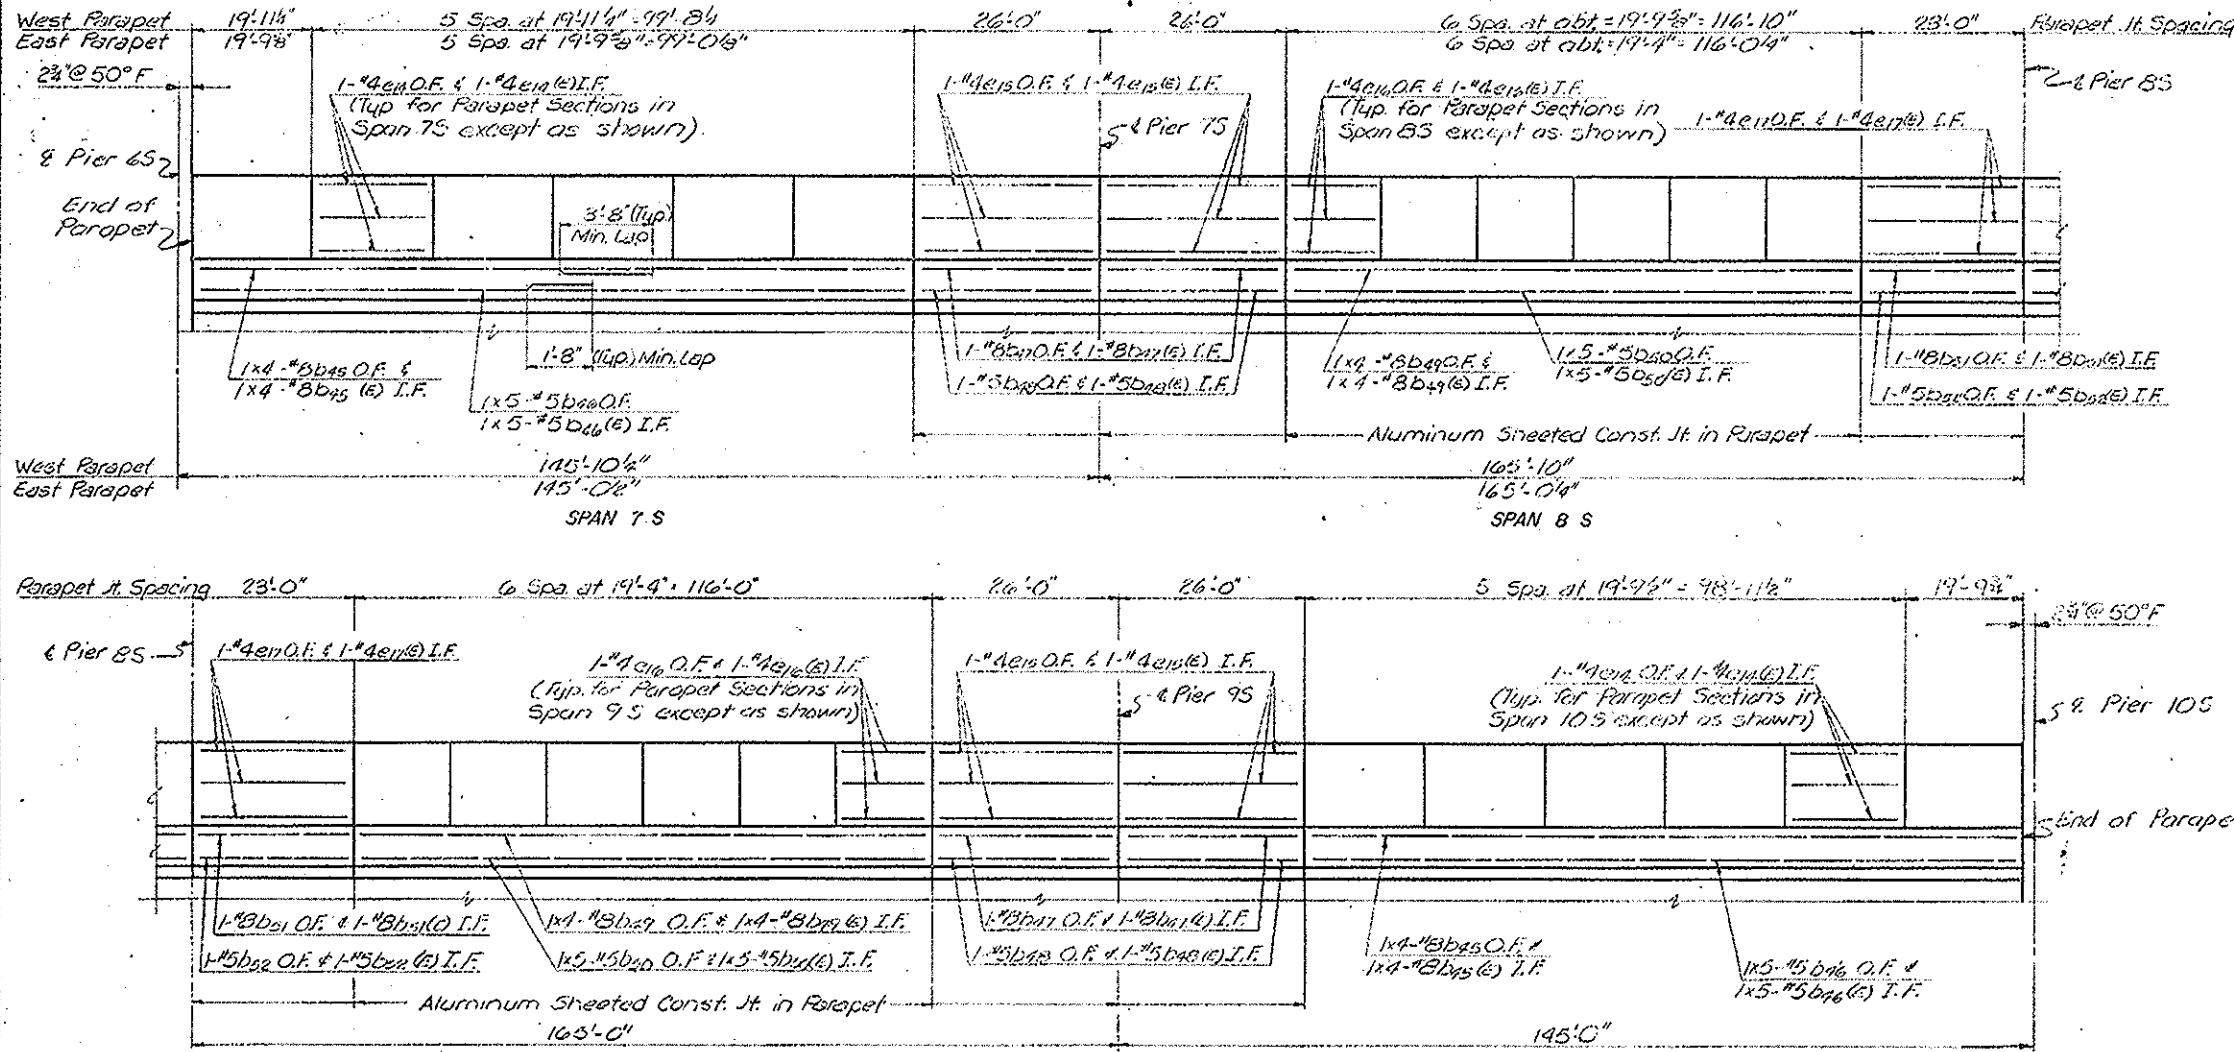 West Parapet 19'-11¼" 5 Spa. at 19'-11¼"=99'-8¼ 26'-0" 26'-0" 6 Spa. at abt.=19'-9⅝"=116'-10" 23'-0" Parapet Jt. Spacing
East Parapet 19'-9⅝ 5 Spa. at 19'-9⅝"=99'-0⅛" 6 Spa. at abt.=19'-4"=116'-0¼"
2¾"@50°F
1-#4e14 O.F. & 1-#4e14(E) I.F.
(Typ. for Parapet Sections in
Span 7S except as shown).
1-#4e15 O.F. & 1-#4e15(E) I.F.
1-#4e16 O.F. & 1-#4e16(E) I.F.
(Typ. for Parapet Sections in
Span 8S except as shown)
1-#4e17 O.F. & 1-#4e17(E) I.F.
℄ Pier 8S
℄ Pier 7S
℄ Pier 6S
End of
Parapet
3'-8" (Typ.)
Min. Lap
1'-8" (Typ.) Min. Lap
1x4-#8b45 O.F. &
1x4-#8b45 (E) I.F.
1x5-#5b46 O.F.
1x5-#5b46(E) I.F.
1-#8b47 O.F. & 1-#8b47(E) I.F.
1-#5b48 O.F. & 1-#5b48(E) I.F.
1x4-#8b49 O.F. &
1x4-#8b49(E) I.F.
1x5-#5b50 O.F.
1x5-#5b50(E) I.F.
1-#8b51 O.F. & 1-#8b51(E) I.F.
1-#5b52 O.F. & 1-#5b52(E) I.F.
Aluminum Sheeted Const. Jt. in Parapet
West Parapet 145'-10½" 165'-10"
East Parapet 145'-0½" 165'-0¼"
SPAN 7 S SPAN 8 S
Parapet Jt. Spacing 23'-0" 6 Spa. at 19'-4"=116'-0" 26'-0" 26'-0" 5 Spa. at 19'-9½"=98'-11½" 19'-9¾"
2¾"@50°F
℄ Pier 8S
1-#4e17 O.F. & 1-#4e17(E) I.F.
1-#4e16 O.F. & 1-#4e16(E) I.F.
(Typ. for Parapet Sections in
Span 9S except as shown)
1-#4e15 O.F. & 1-#4e15(E) I.F.
℄ Pier 9S
1-#4e14 O.F. & 1-#4e14(E) I.F.
(Typ. for Parapet Sections in
Span 10S except as shown)
℄ Pier 10S
End of Parape
1-#8b51 O.F. & 1-#8b51(E) I.F.
1-#5b52 O.F. & 1-#5b52(E) I.F.
1x4-#8b49 O.F. & 1x4-#8b49(E) I.F.
1x5-#5b50 O.F. & 1x5-#5b50(E) I.F.
1-#8b47 O.F. & 1-#8b47(E) I.F.
1-#5b48 O.F. & 1-#5b48(E) I.F.
1x4-#8b45 O.F. &
1x4-#8b45(E) I.F.
1x5-#5b46 O.F. &
1x5-#5b46(E) I.F.
Aluminum Sheeted Const. Jt. in Parapet
165'-0" 145'-0"